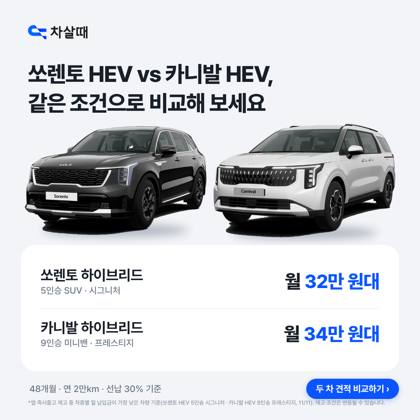 차살때
쏘렌토 HEV vs 카니발 HEV,
같은 조건으로 비교해 보세요
KIA
Sorento
Carnival
쏘렌토 하이브리드
5인승 SUV · 시그니처
월 32만 원대
카니발 하이브리드
9인승 미니밴 · 프레스티지
월 34만 원대
48개월 · 연 2만km · 선납 30% 기준
두 차 견적 비교하기 ›